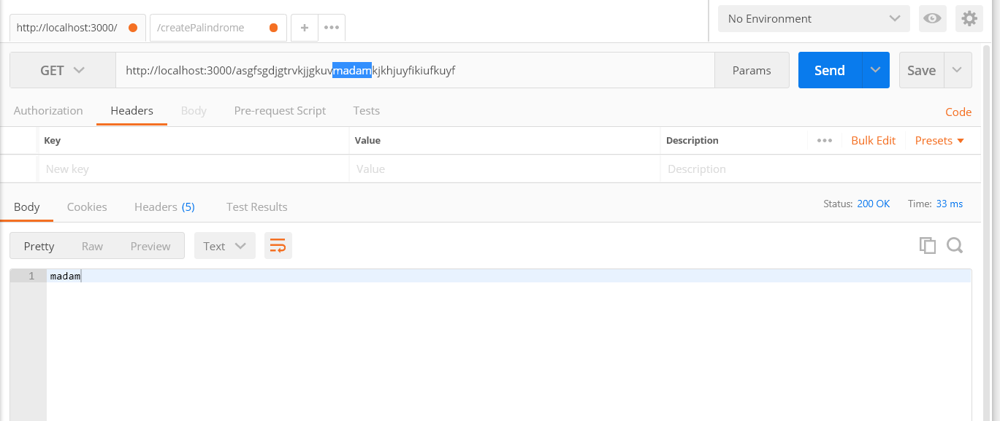 http://localhost:3000/ /createPalindrome + ••• No Environment
GET http://localhost:3000/asgfsgdjgtrvkjjgkuvmadamkjkhjuyfikiufkuyf Params Send Save
Authorization Headers Body Pre-request Script Tests Code
Key Value Description ••• Bulk Edit Presets
New key Value Description
Body Cookies Headers (5) Test Results Status: 200 OK Time: 33 ms
Pretty Raw Preview Text
1 madam